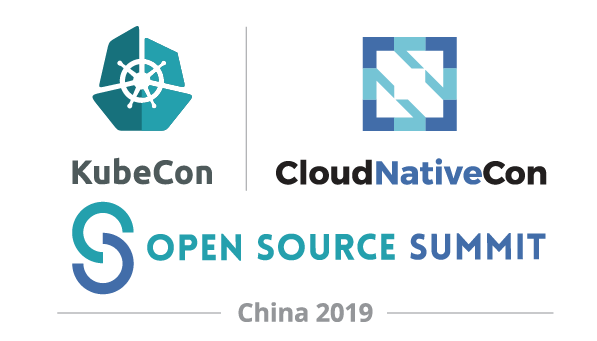 KubeCon
CloudNativeCon
OPEN SOURCE SUMMIT
China 2019